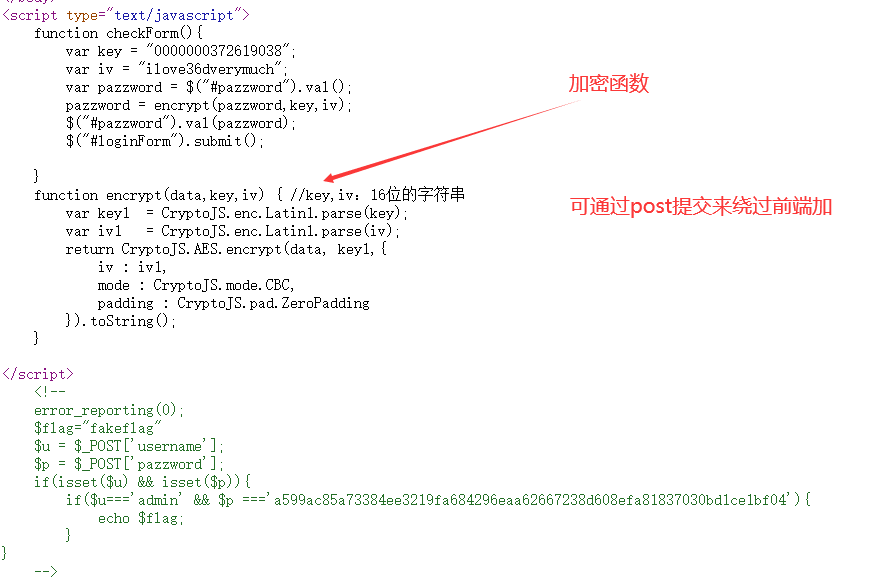 </body>
<script type="text/javascript">
function checkForm(){
var key = "0000000372619038";
var iv = "ilove36dverymuch";
var pazzword = $("#pazzword").val();
pazzword = encrypt(pazzword,key,iv);
$("#pazzword").val(pazzword);
$("#loginForm").submit();
加密函数
}
function encrypt(data,key,iv) { //key,iv：16位的字符串
var key1  = CryptoJS.enc.Latin1.parse(key);
可通过post提交来绕过前端加
var iv1   = CryptoJS.enc.Latin1.parse(iv);
return CryptoJS.AES.encrypt(data, key1,{
iv : iv1,
mode : CryptoJS.mode.CBC,
padding : CryptoJS.pad.ZeroPadding
}).toString();
}
</script>
<!--
error_reporting(0);
$flag="fakeflag"
$u = $_POST['username'];
$p = $_POST['pazzword'];
if(isset($u) && isset($p)){
if($u==='admin' && $p ==='a599ac85a73384ee3219fa684296eaa62667238d608efa81837030bd1ce1bf04'){
echo $flag;
}
}
-->